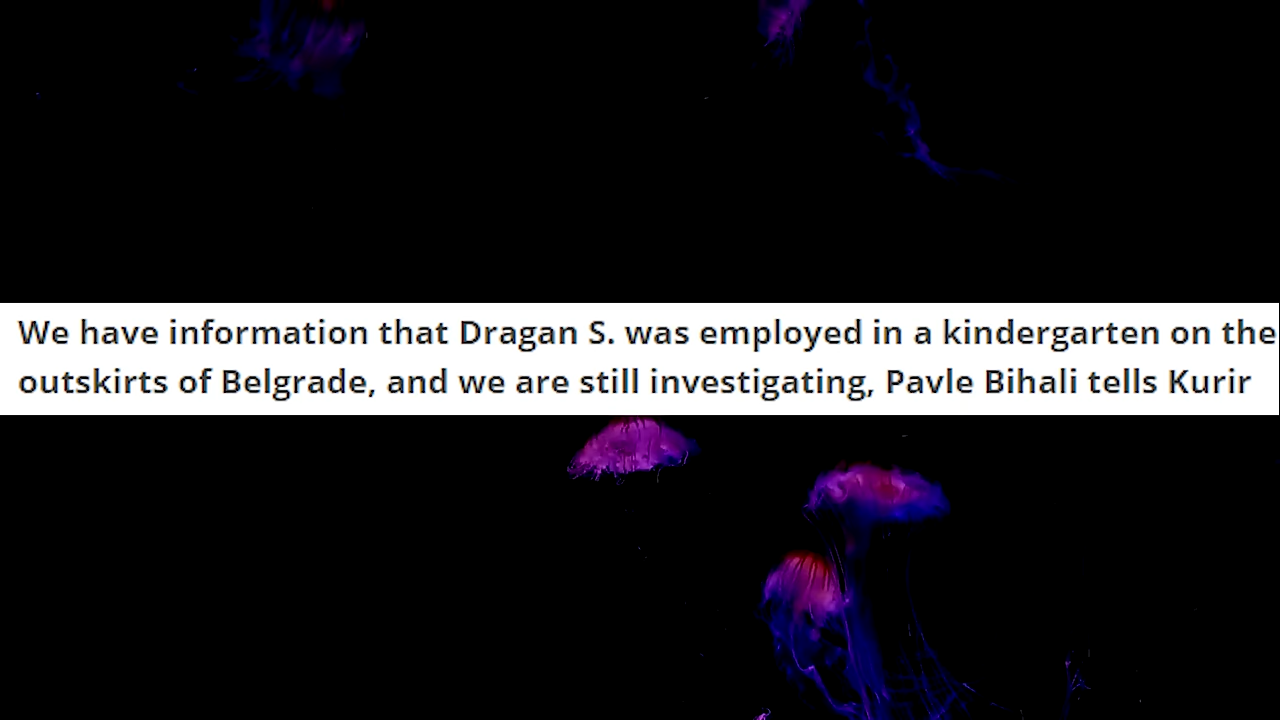 We have information that Dragan S. was employed in a kindergarten on the
outskirts of Belgrade, and we are still investigating, Pavle Bihali tells Kurir